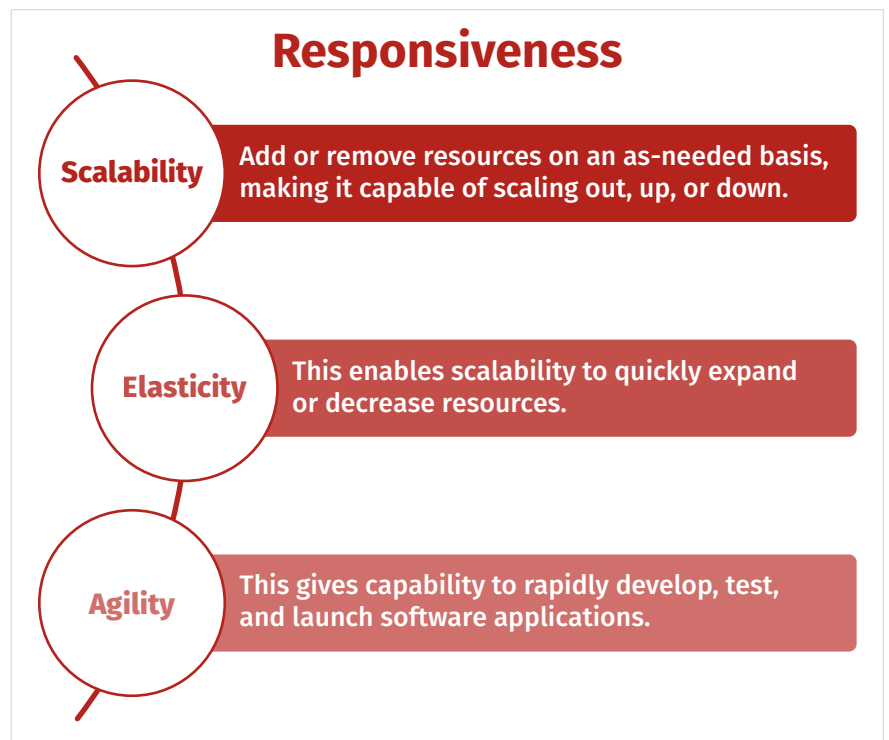 Responsiveness
Scalability
Add or remove resources on an as-needed basis,
making it capable of scaling out, up, or down.
Elasticity
This enables scalability to quickly expand
or decrease resources.
Agility
This gives capability to rapidly develop, test,
and launch software applications.